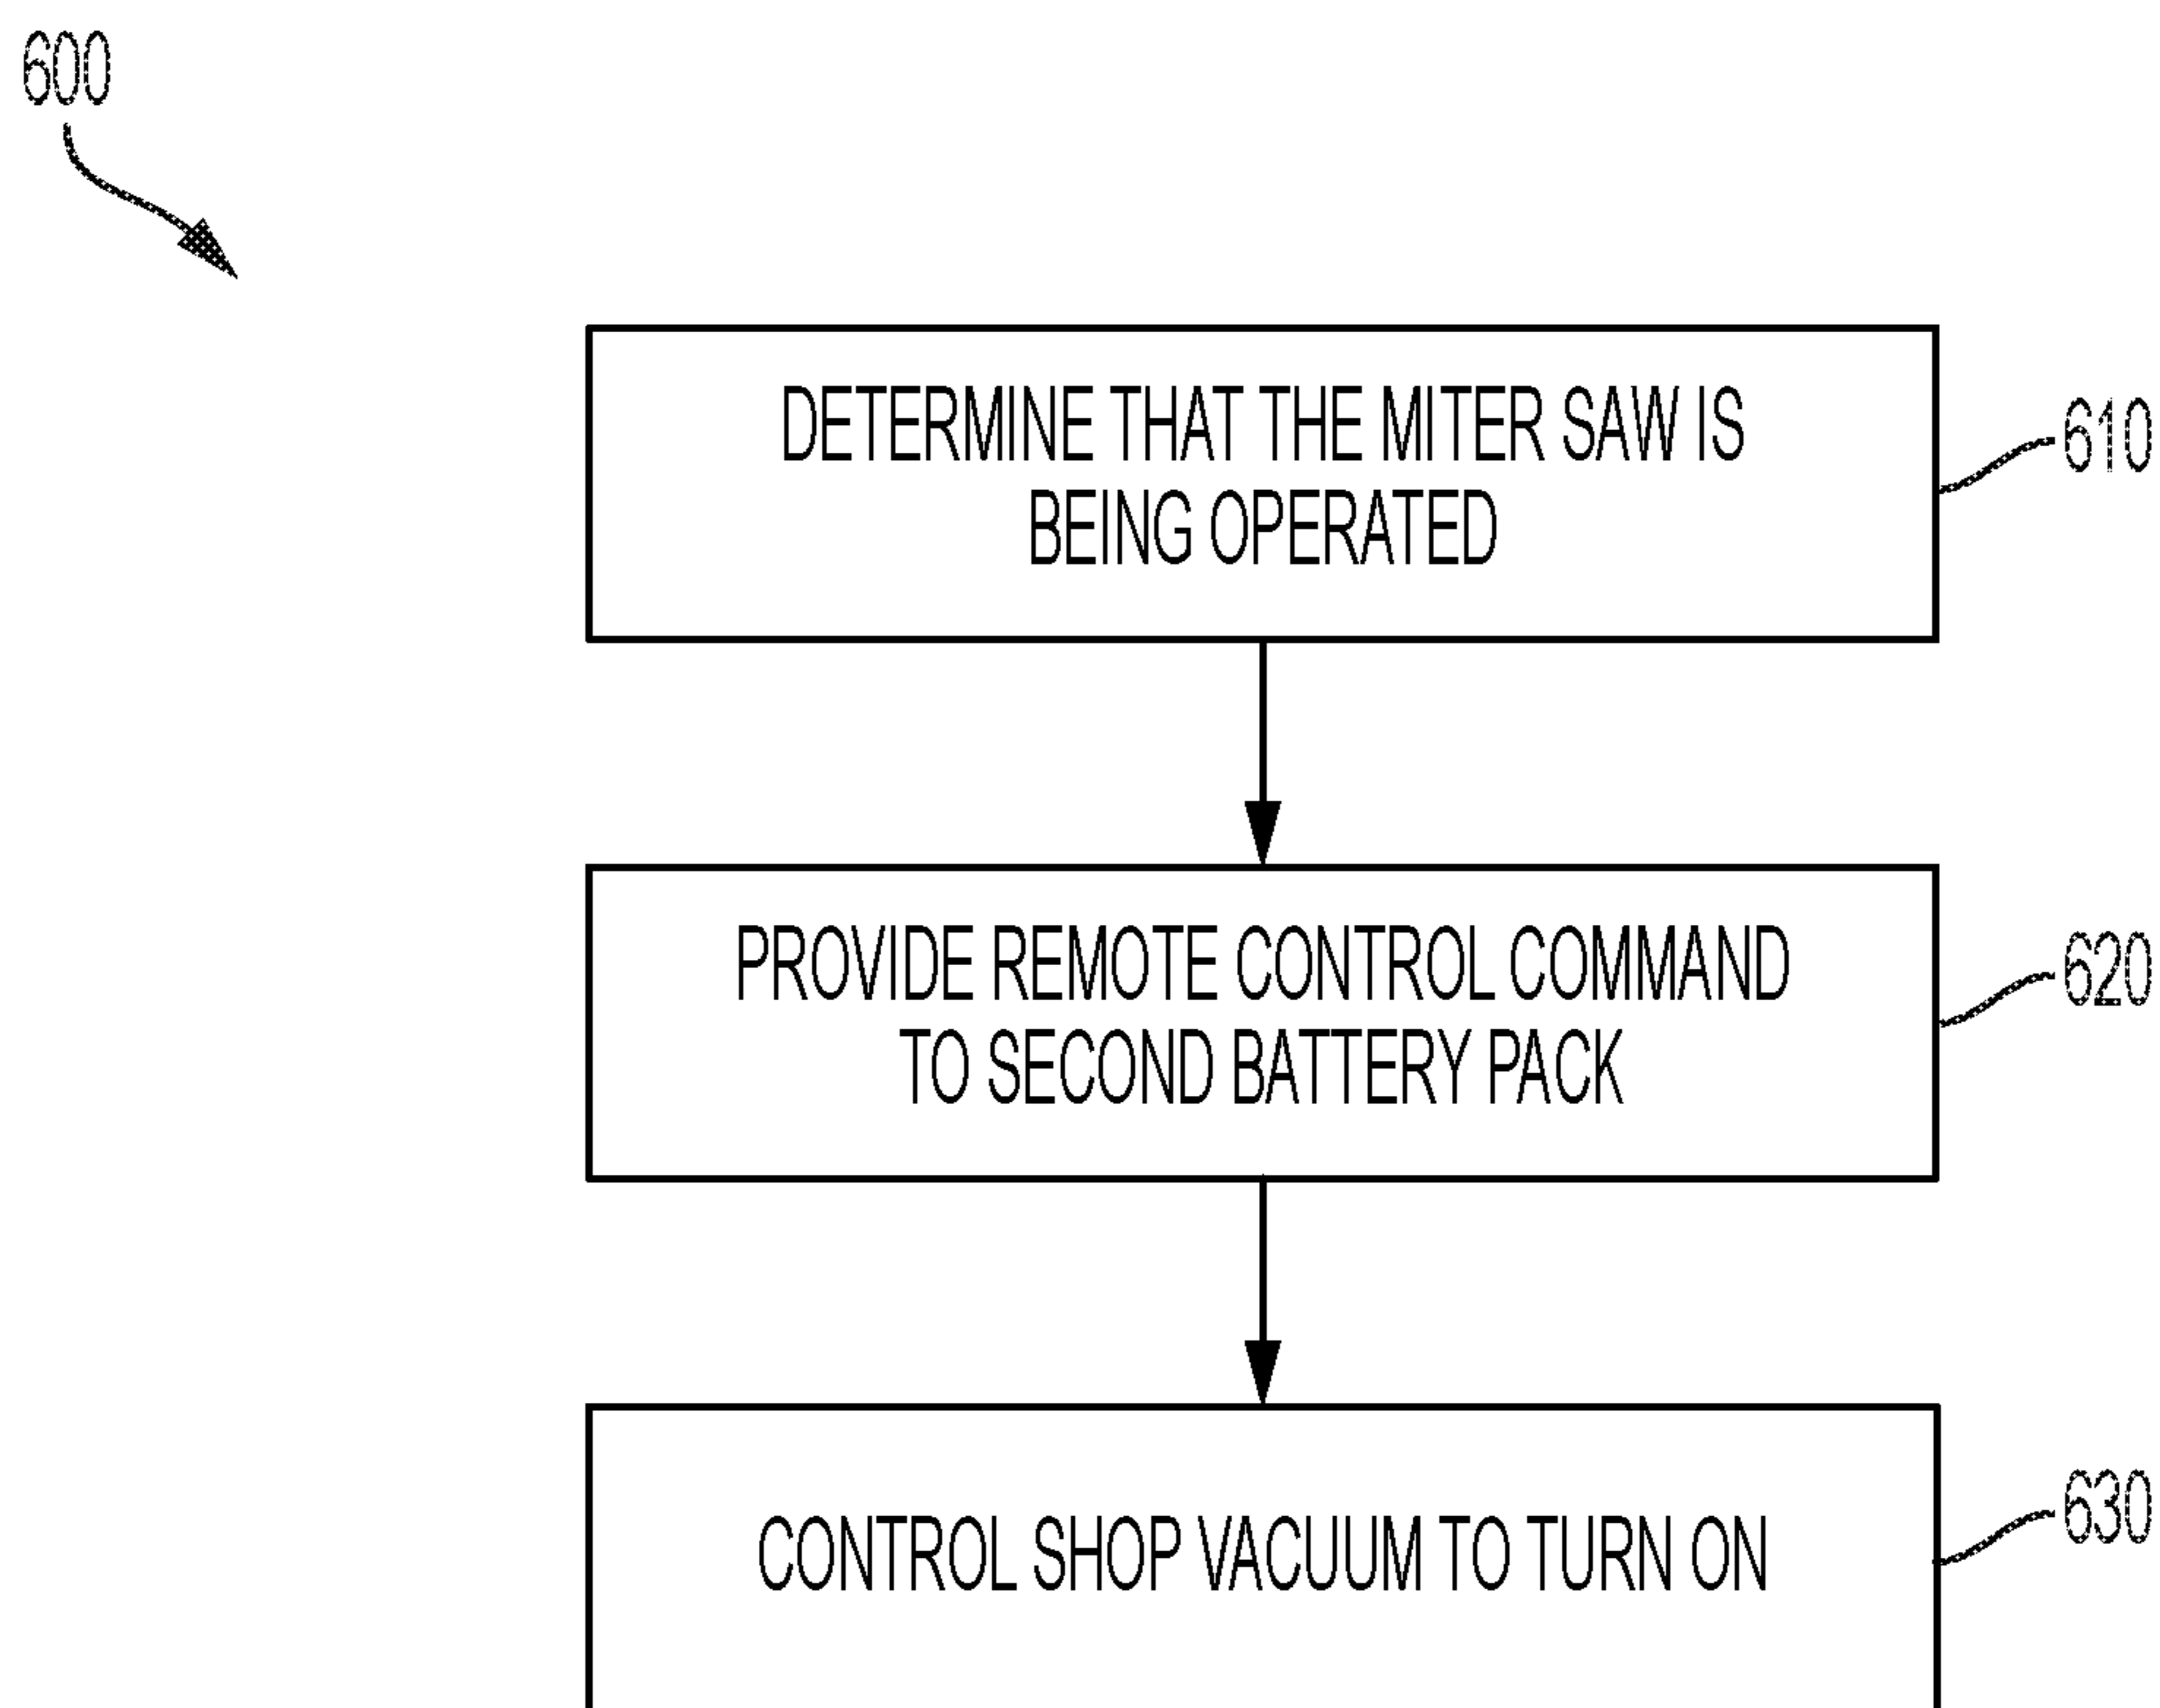 600
DETERMINE THAT THE MITER SAW IS
BEING OPERATED
610
PROVIDE REMOTE CONTROL COMMAND
TO SECOND BATTERY PACK
620
CONTROL SHOP VACUUM TO TURN ON
630